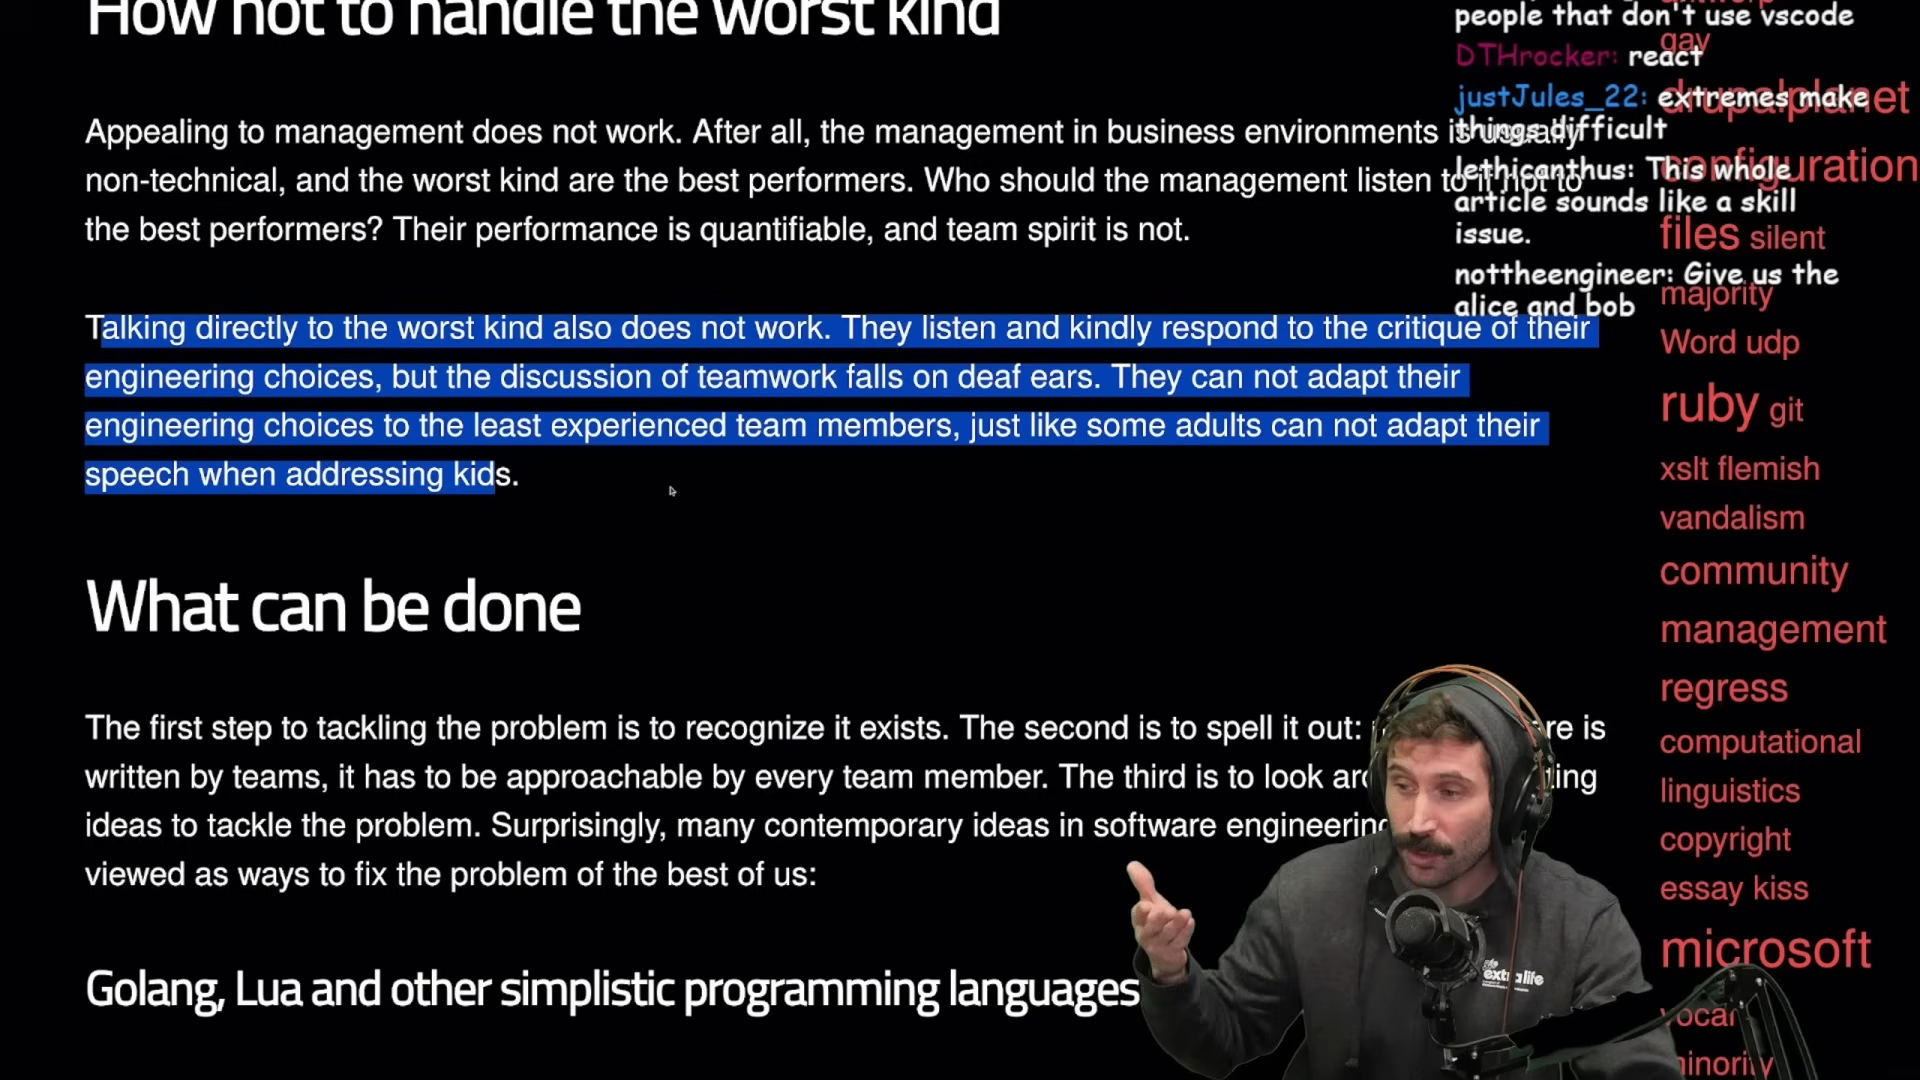 How not to handle the worst kind
Appealing to management does not work. After all, the management in business environments is usually
non-technical, and the worst kind are the best performers. Who should the management listen to if not to
the best performers? Their performance is quantifiable, and team spirit is not.
Talking directly to the worst kind also does not work. They listen and kindly respond to the critique of their
engineering choices, but the discussion of teamwork falls on deaf ears. They can not adapt their
engineering choices to the least experienced team members, just like some adults can not adapt their
speech when addressing kids.
What can be done
The first step to tackling the problem is to recognize it exists. The second is to spell it out: re is
written by teams, it has to be approachable by every team member. The third is to look ting
ideas to tackle the problem. Surprisingly, many contemporary ideas in software engineering
viewed as ways to fix the problem of the best of us:
Golang, Lua and other simplistic programming languages
people that don't use vscode
DTHrocker: react
justJules_22: extremes make
things difficult
lethicanthus: This whole
article sounds like a skill
issue.
nottheengineer: Give us the
alice and bob
gay
drupalplanet
configuration
files silent
majority
Word udp
ruby git
xslt flemish
vandalism
community
management
regress
computational
linguistics
copyright
essay kiss
microsoft
minority
extra life